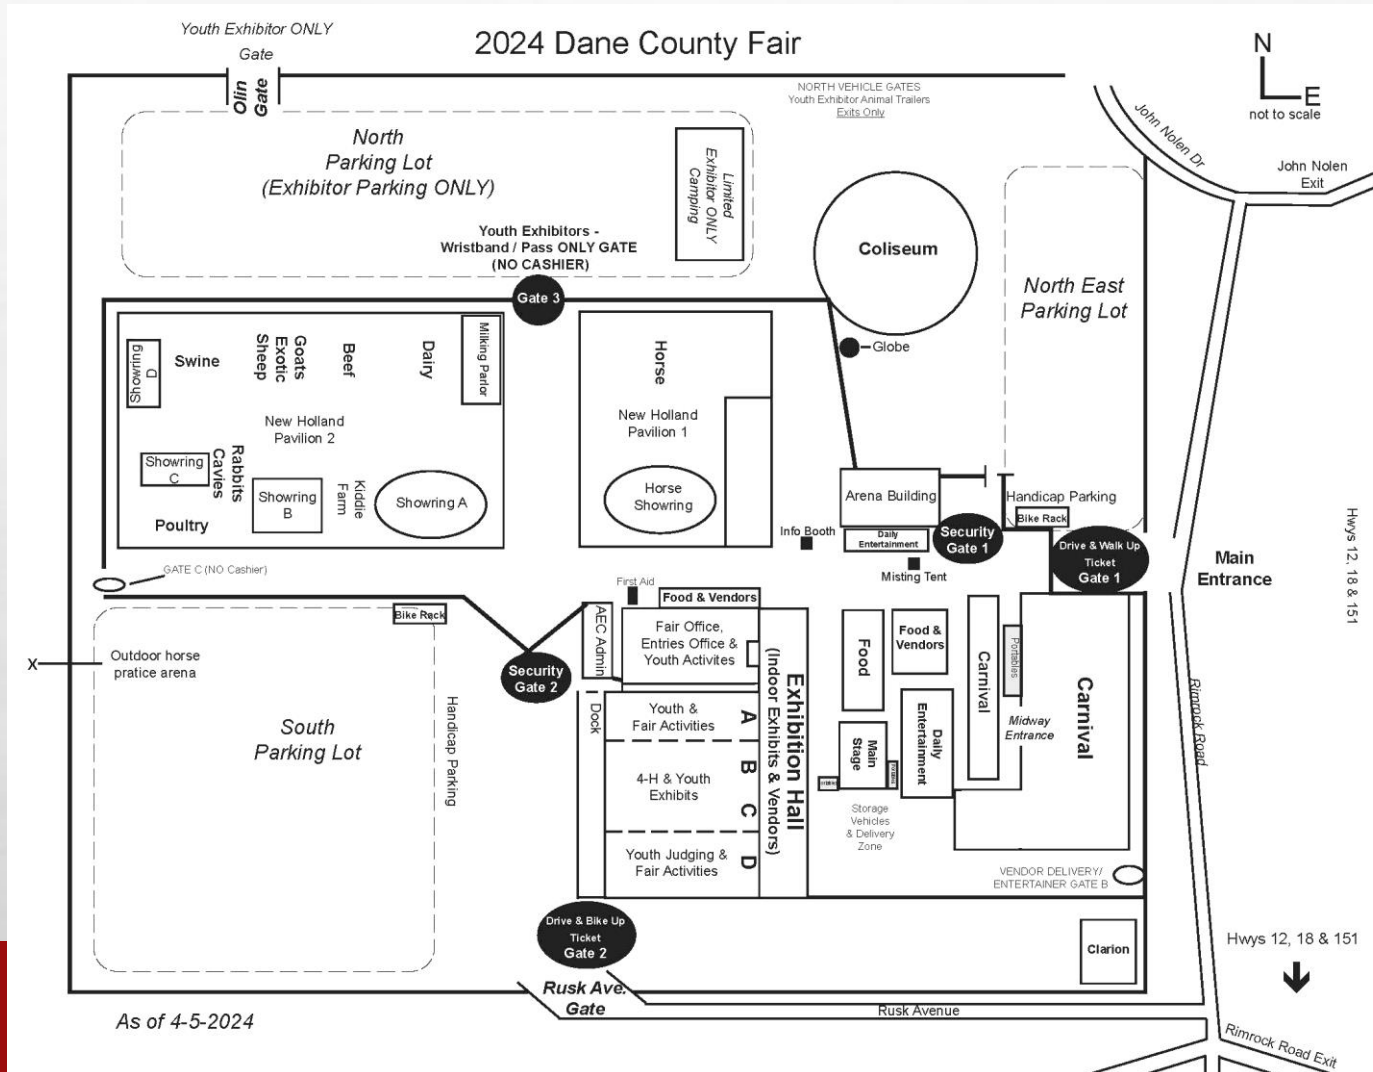 Youth Exhibitor ONLY
Gate
2024 Dane County Fair
N
E
not to scale
Olin
Gate
NORTH VEHICLE GATES
Youth Exhibitor Animal Trailers
Exits Only
John Nolen Dr
John Nolen
Exit
North
Parking Lot
(Exhibitor Parking ONLY)
Limited
Exhibitor ONLY
Camping
Youth Exhibitors -
Wristband / Pass ONLY GATE
(NO CASHIER)
Gate 3
Coliseum
Globe
North East
Parking Lot
Showring
D
Swine
Goats
Exotic
Sheep
Beef
Dairy
Milking Parlor
New Holland
Pavilion 2
Showring
C
Rabbits
Cavies
Showring
B
Kiddie
Farm
Showring A
Poultry
Horse
New Holland
Pavilion 1
Horse
Showring
Arena Building
Handicap Parking
Bike Rack
Info Booth
Daily
Entertainment
Security
Gate 1
Drive & Walk Up
Ticket
Gate 1
Main
Entrance
Hwys 12, 18 & 151
Misting Tent
GATE C (NO Cashier)
First Aid
Food & Vendors
Bike Rack
AEC Admin
Fair Office,
Entries Office &
Youth Activites
Security
Gate 2
X
Outdoor horse
pratice arena
South
Parking Lot
Handicap Parking
Dock
Youth &
Fair Activities
A
4-H & Youth
Exhibits
B
C
Youth Judging &
Fair Activities
D
Exhibition Hall
(Indoor Exhibits & Vendors)
Food
Food &
Vendors
Carnival
Portables
Carnival
Midway
Entrance
Main
Stage
Daily
Entertainment
Storage
Vehicles
& Delivery
Zone
Rimrock Road
VENDOR DELIVERY/
ENTERTAINER GATE B
Drive & Bike Up
Ticket
Gate 2
Clarion
Hwys 12, 18 & 151
Rusk Ave.
Gate
Rusk Avenue
As of 4-5-2024
Rimrock Road Exit